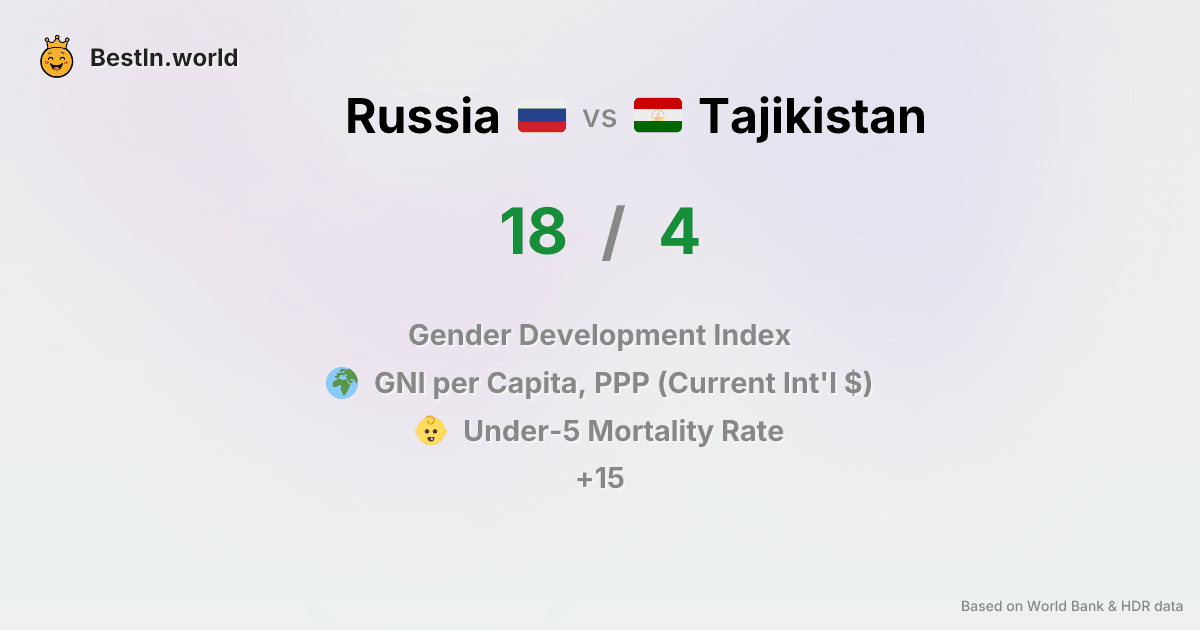 BestIn.world
Russia vs Tajikistan
18 / 4
Gender Development Index
GNI per Capita, PPP (Current Int'l $)
Under-5 Mortality Rate
+15
Based on World Bank & HDR data